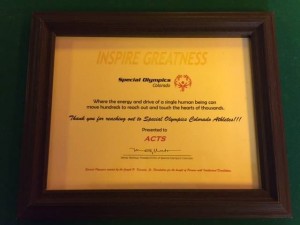 INSPIRE GREATNESS
Special Olympics
Colorado
Where the energy and drive of a single human being can
move hundreds to reach out and touch the hearts of thousands.
Thank you for reaching out to Special Olympics Colorado Athletes!!!
Presented to
ACTS